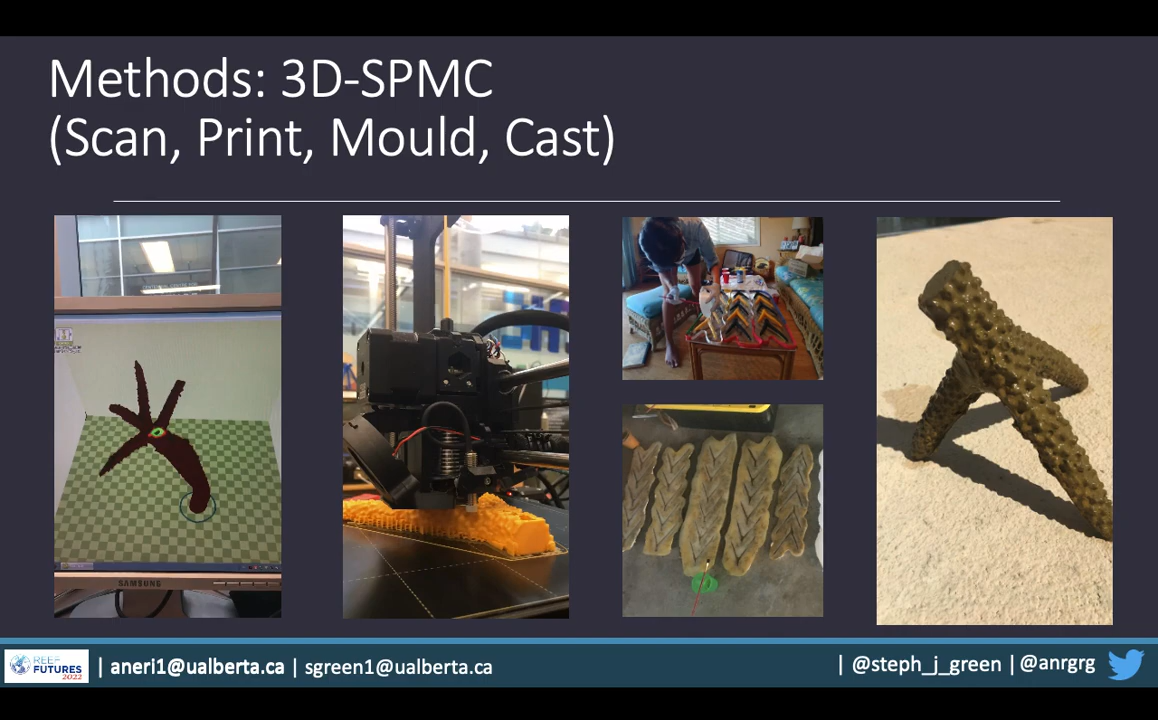 Methods: 3D-SPMC
(Scan, Print, Mould, Cast)
SAMSUNG
REEF
FUTURES
2022
| aneri1@ualberta.ca | sgreen1@ualberta.ca
| @steph_j_green | @anrgrg